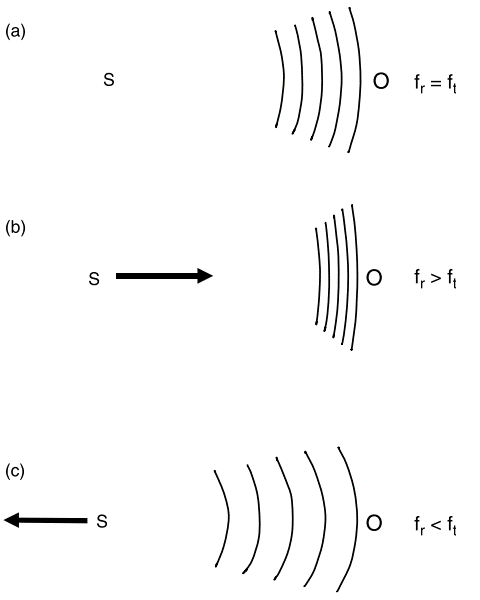 (a)
S O fᵣ = fₜ
(b)
S O fᵣ > fₜ
(c)
S O fᵣ < fₜ